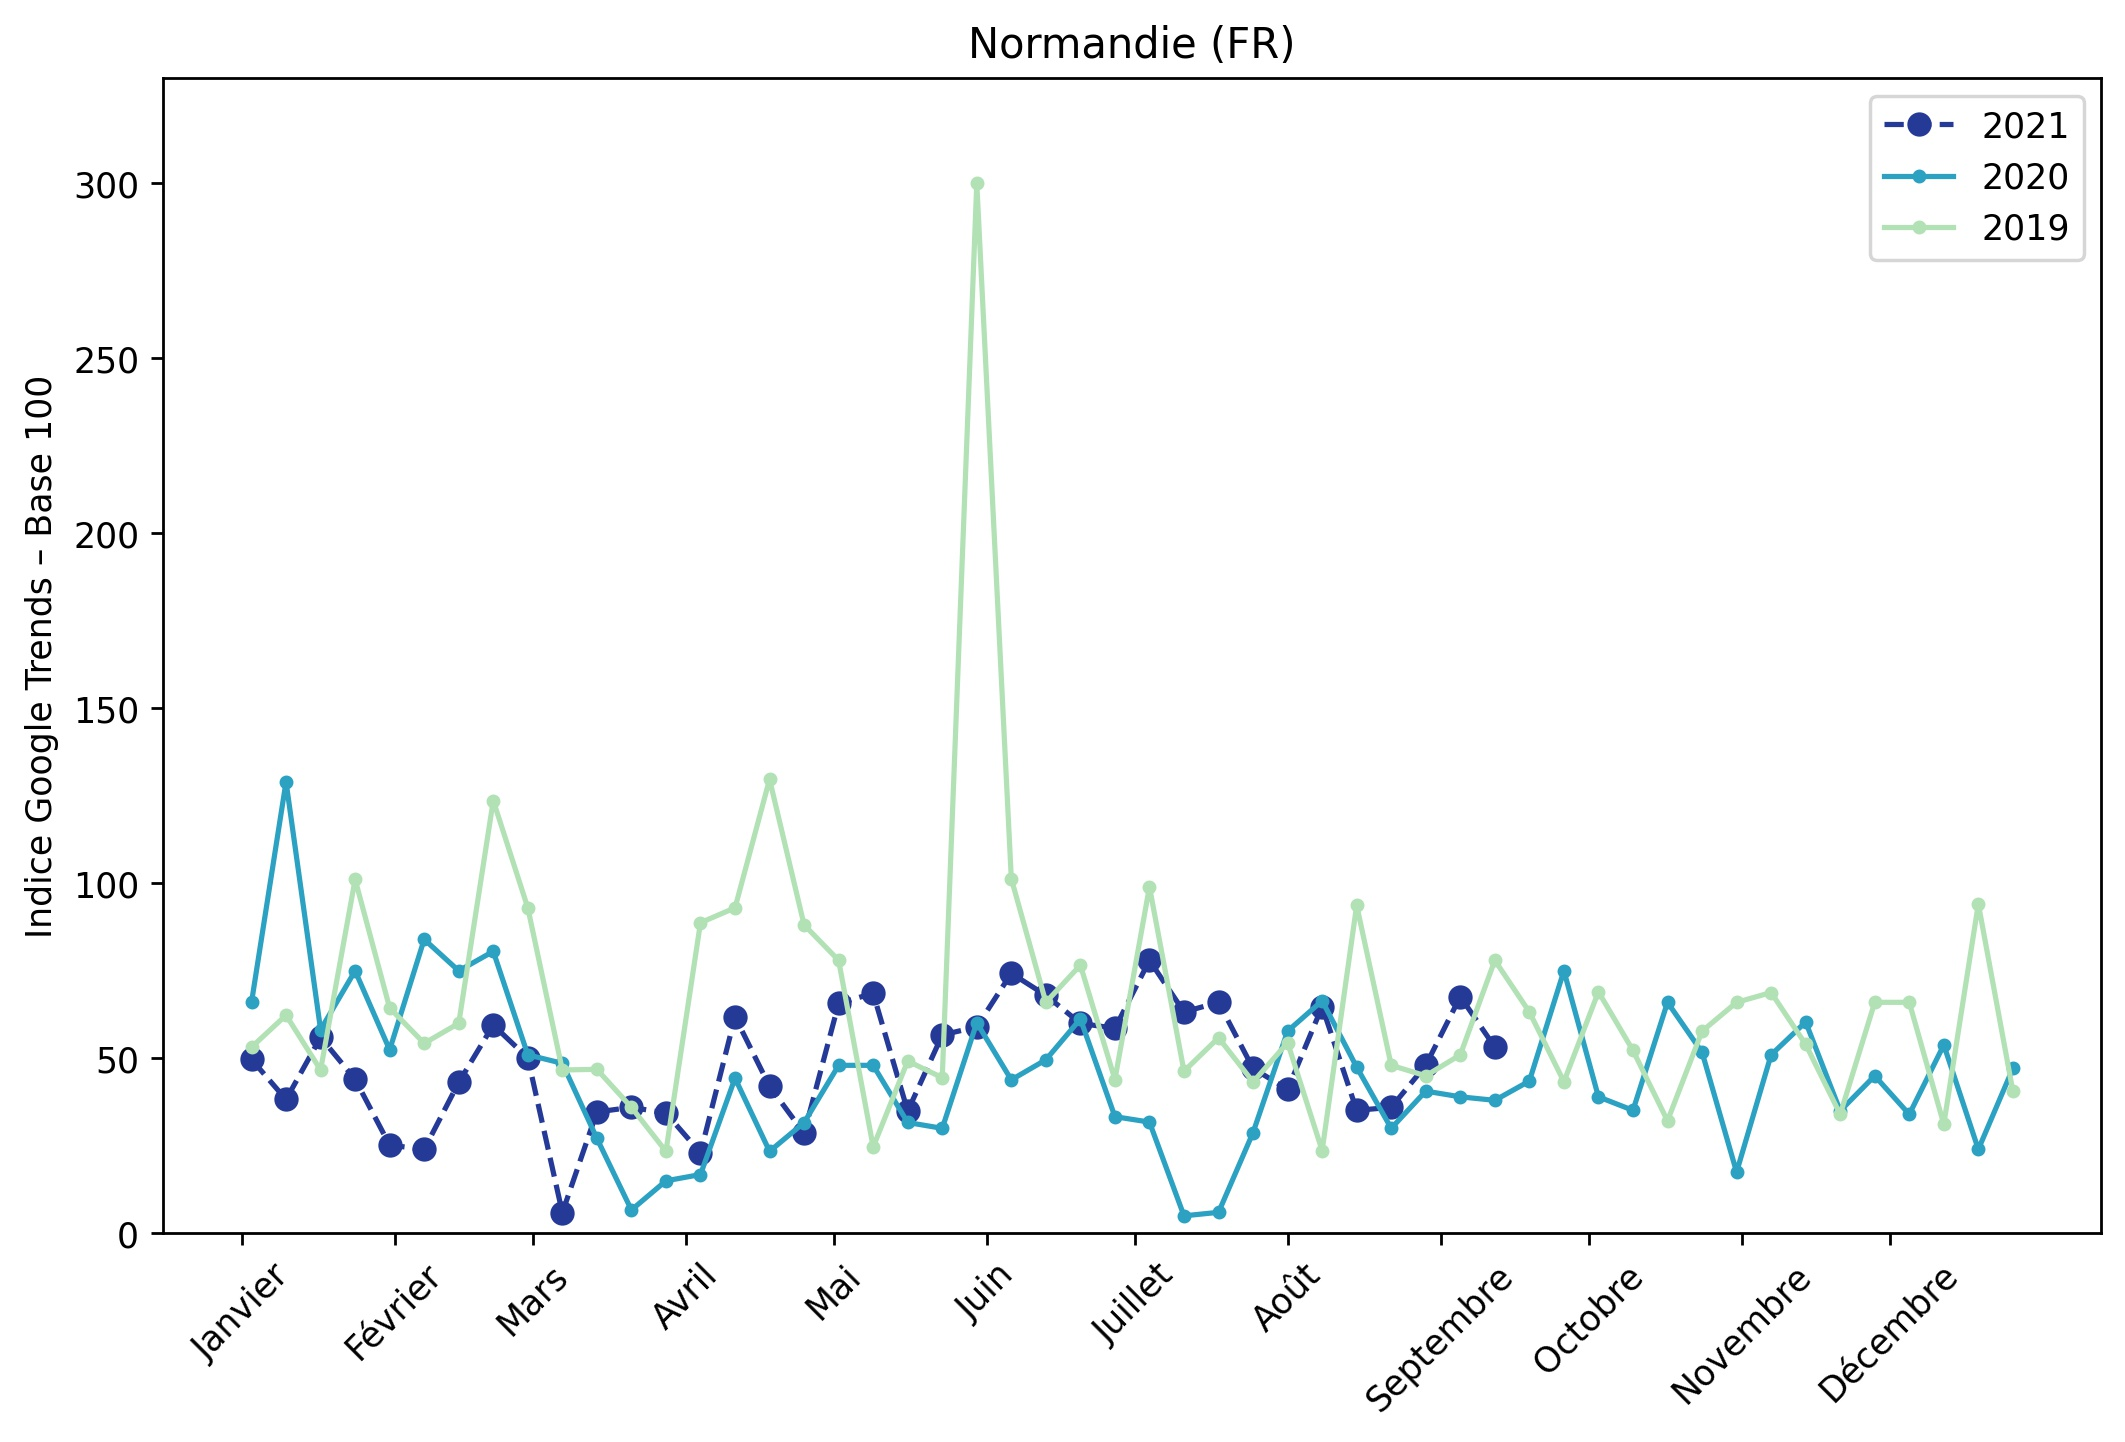 Normandie (FR)
2021
2020
2019
Indice Google Trends – Base 100
300
250
200
150
100
50
0
Janvier
Février
Mars
Avril
Mai
Juin
Juillet
Août
Septembre
Octobre
Novembre
Décembre